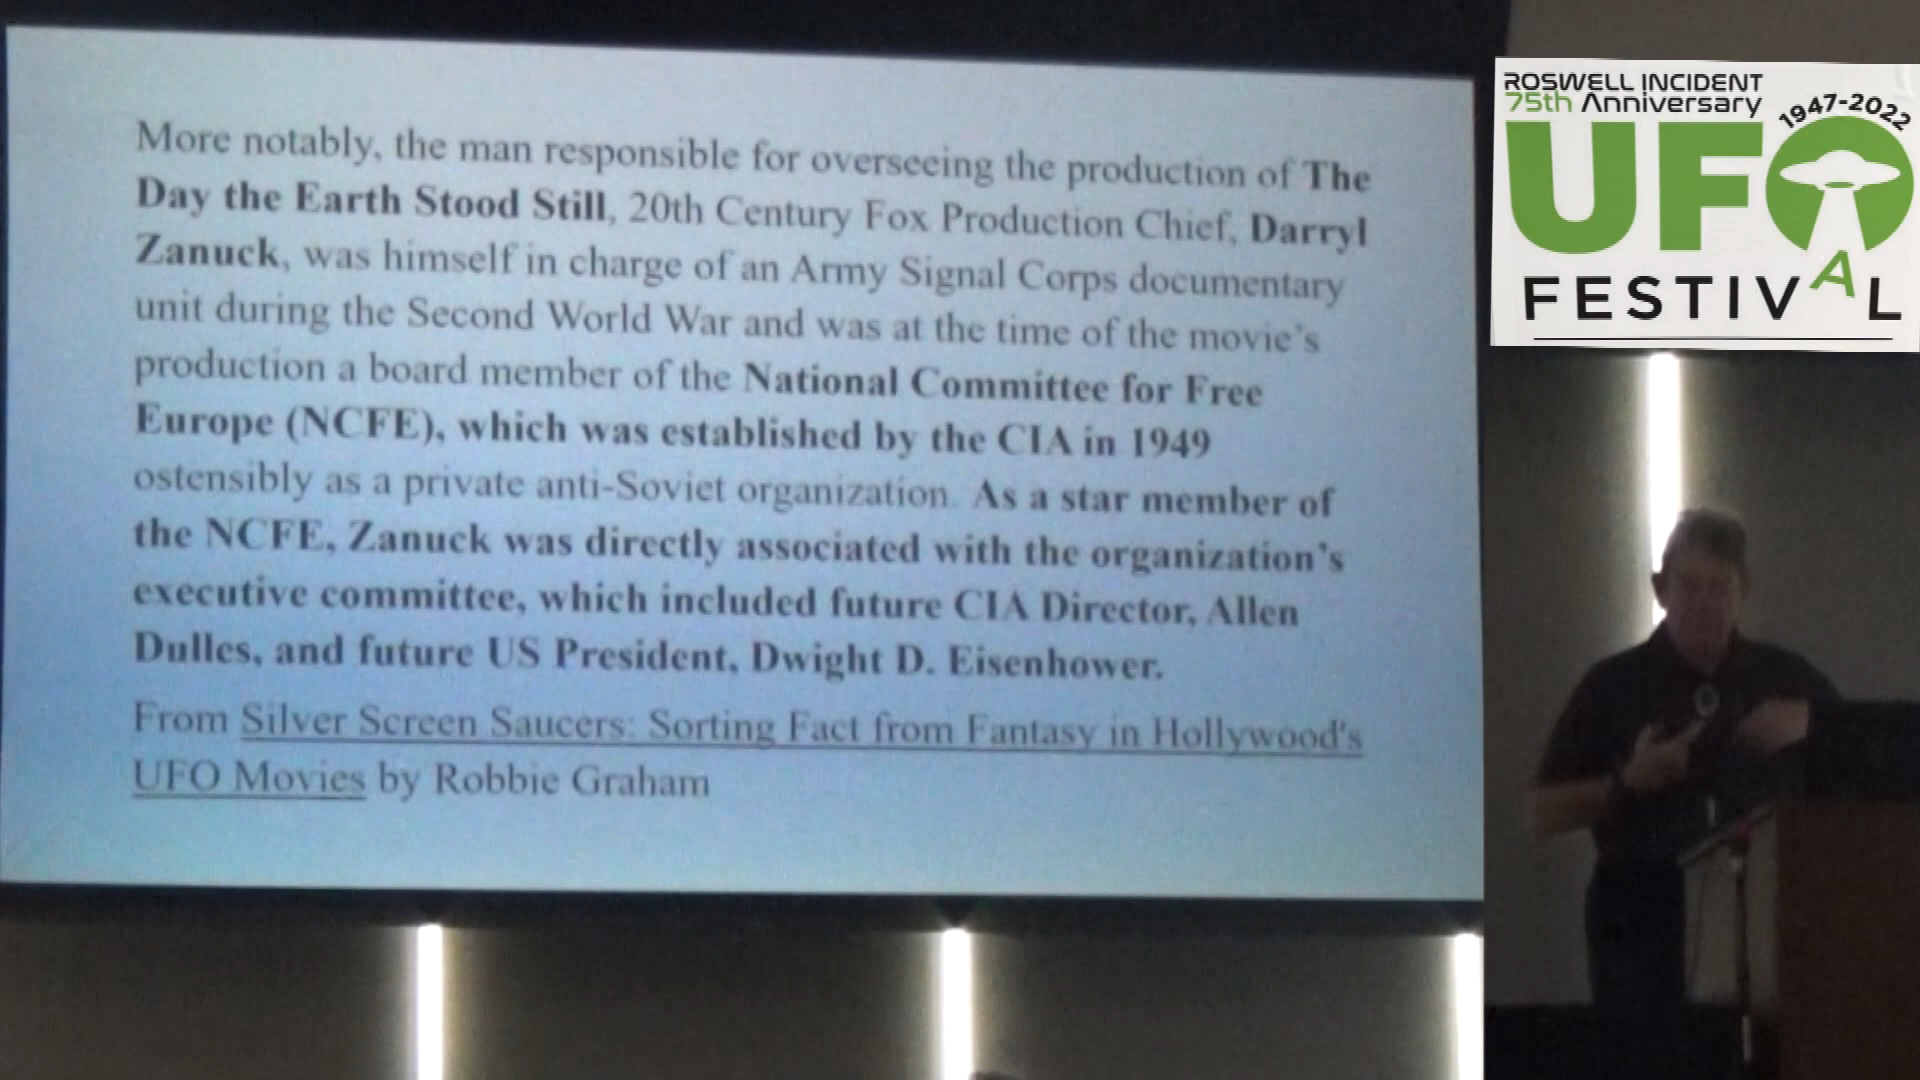 More notably, the man responsible for overseeing the production of The
Day the Earth Stood Still, 20th Century Fox Production Chief, Darryl
Zanuck, was himself in charge of an Army Signal Corps documentary
unit during the Second World War and was at the time of the movie's
production a board member of the National Committee for Free
Europe (NCFE), which was established by the CIA in 1949
ostensibly as a private anti-Soviet organization. As a star member of
the NCFE, Zanuck was directly associated with the organization's
executive committee, which included future CIA Director, Allen
Dulles, and future US President, Dwight D. Eisenhower.
From Silver Screen Saucers: Sorting Fact from Fantasy in Hollywood's
UFO Movies by Robbie Graham
ROSWELL INCIDENT
75th Anniversary
1947-2022
UFO
FESTIVAL